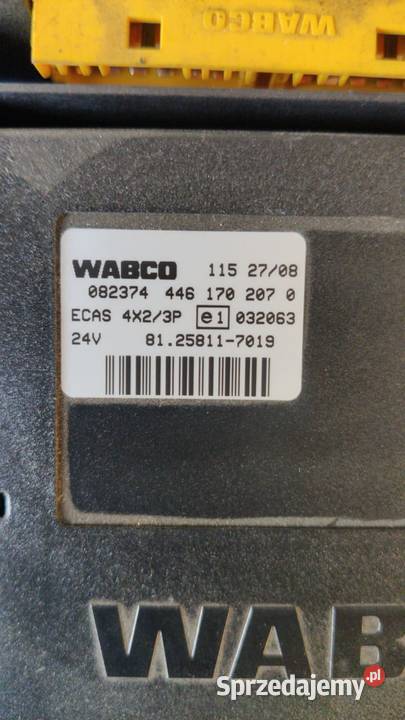 WABCO
WABCO 115 27/08
082374 446 170 207 0
ECAS 4X2/3P e1 032063
24V 81.25811-7019
WAB
Sprzedajemy.pl